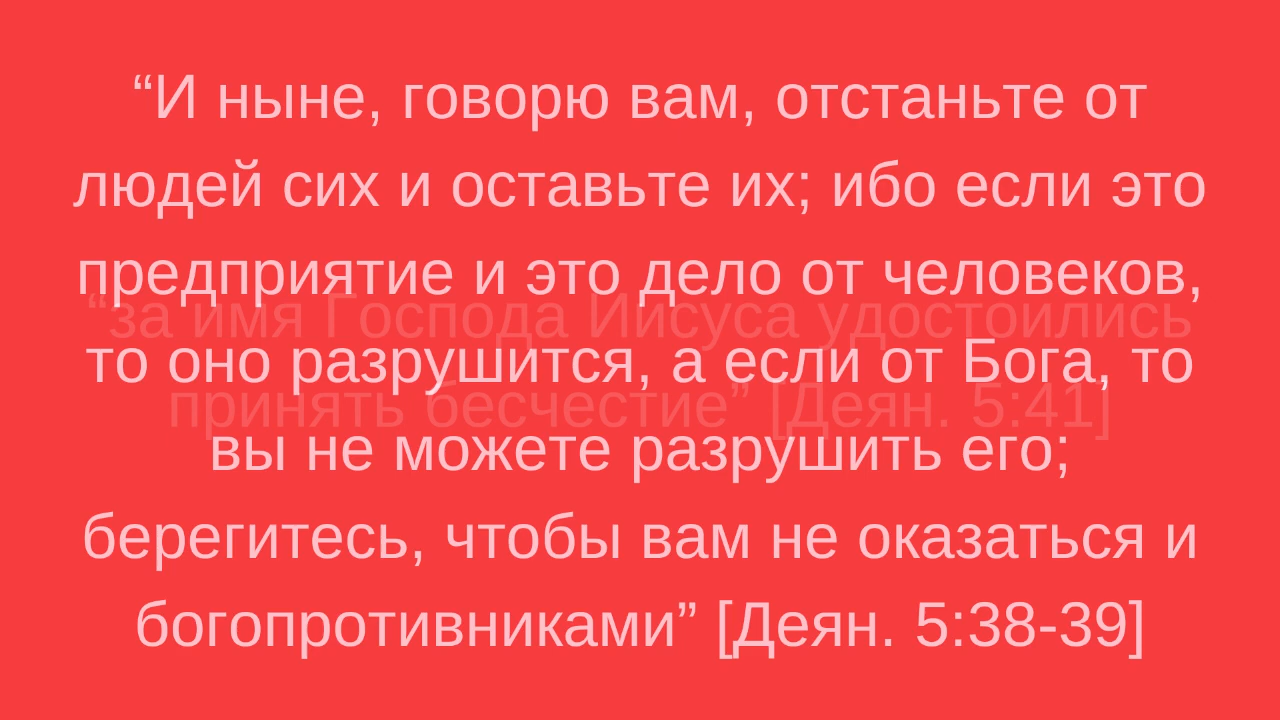 “И ныне, говорю вам, отстаньте от
людей сих и оставьте их; ибо если это
предприятие и это дело от человеков,
“за имя Господа Иисуса удостоились
то оно разрушится, а если от Бога, то
принять бесчестие” [Деян. 5:41]
вы не можете разрушить его;
берегитесь, чтобы вам не оказаться и
богопротивниками” [Деян. 5:38-39]